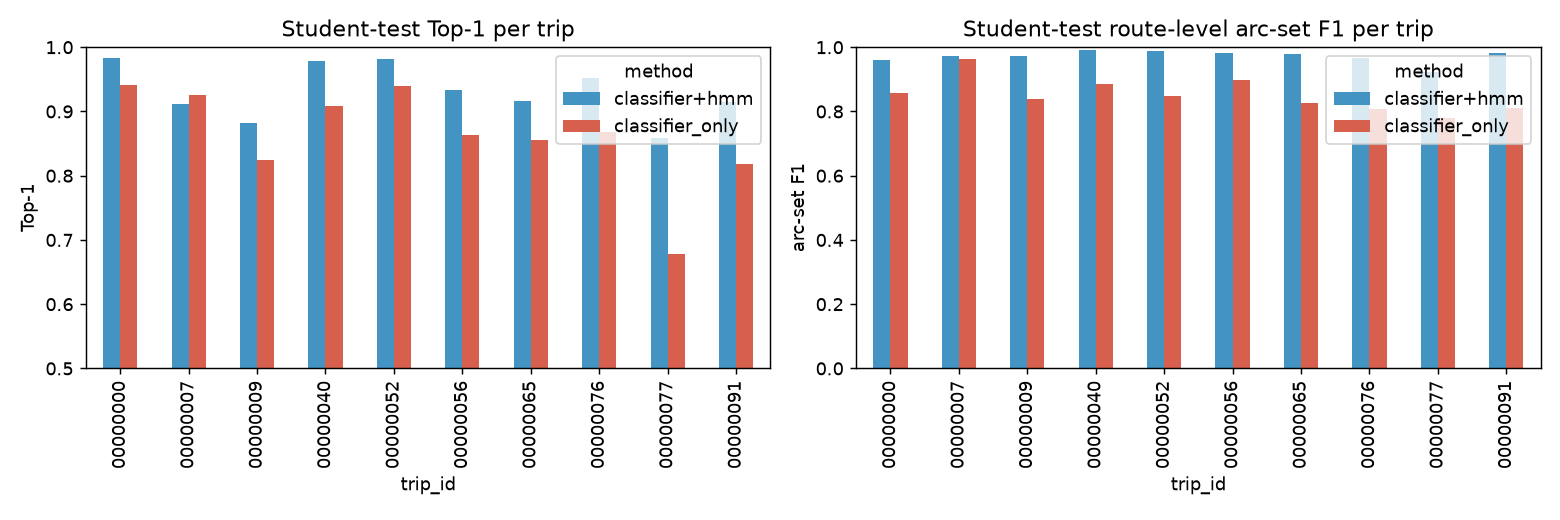 Student-test Top-1 per trip
Top-1
1.0
0.9
0.8
0.7
0.6
0.5
method
classifier+hmm
classifier_only
00000000
00000007
00000009
00000040
00000052
00000056
00000065
00000076
00000077
00000091
trip_id
Student-test route-level arc-set F1 per trip
arc-set F1
1.0
0.8
0.6
0.4
0.2
0.0
method
classifier+hmm
classifier_only
00000000
00000007
00000009
00000040
00000052
00000056
00000065
00000076
00000077
00000091
trip_id